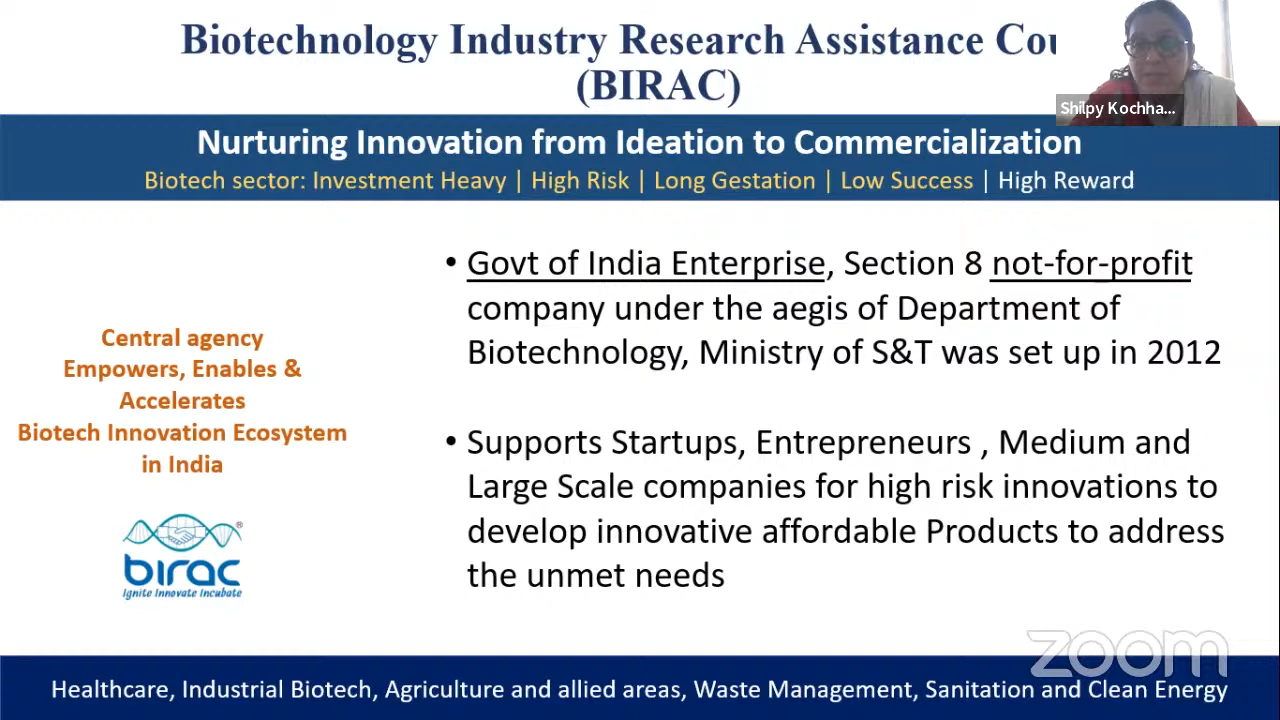 Biotechnology Industry Research Assistance Cou
(BIRAC)
Shilpy Kochha...
Nurturing Innovation from Ideation to Commercialization
Biotech sector: Investment Heavy | High Risk | Long Gestation | Low Success | High Reward
• Govt of India Enterprise, Section 8 not-for-profit
company under the aegis of Department of
Biotechnology, Ministry of S&T was set up in 2012
Central agency
Empowers, Enables &
Accelerates
Biotech Innovation Ecosystem
in India
• Supports Startups, Entrepreneurs , Medium and
Large Scale companies for high risk innovations to
develop innovative affordable Products to address
the unmet needs
®
birac
Ignite Innovate Incubate
zoom
Healthcare, Industrial Biotech, Agriculture and allied areas, Waste Management, Sanitation and Clean Energy